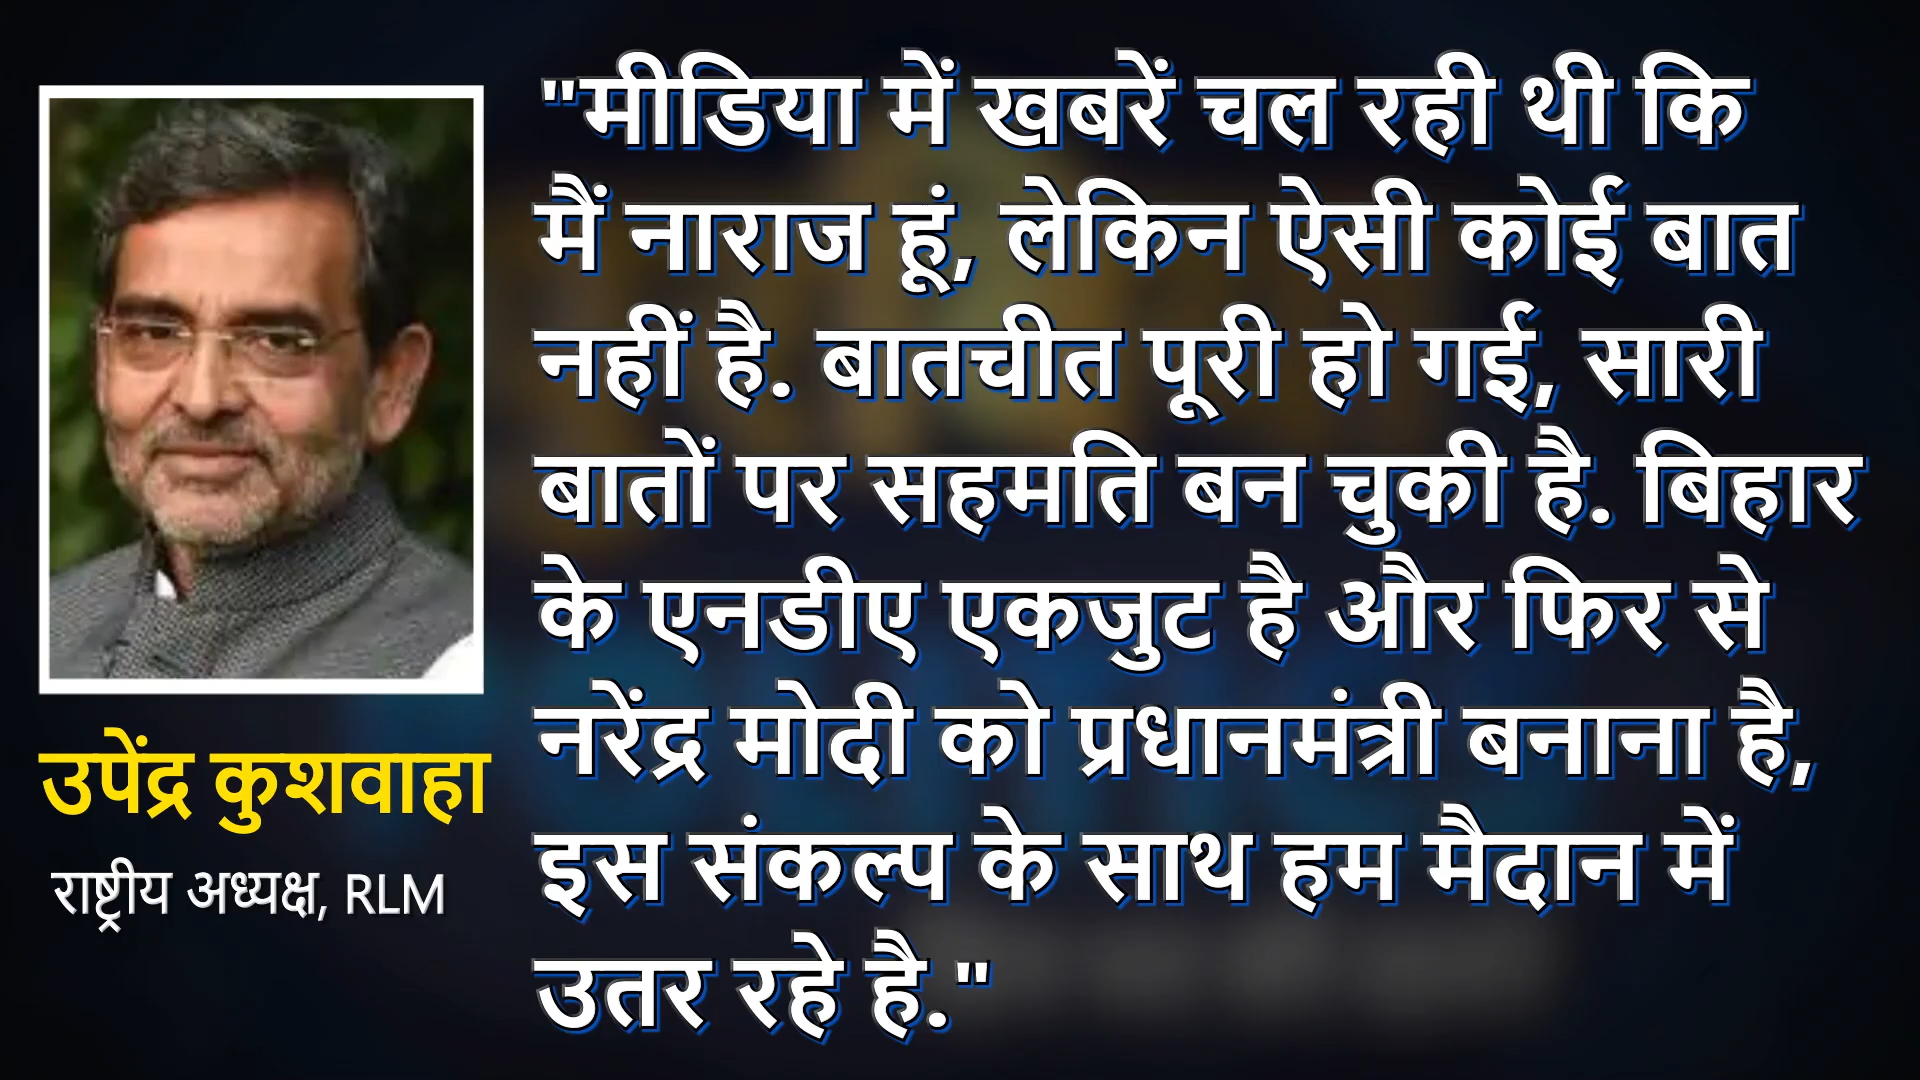 "मीडिया में खबरें चल रही थी कि
मैं नाराज हूं, लेकिन ऐसी कोई बात
नहीं है. बातचीत पूरी हो गई, सारी
बातों पर सहमति बन चुकी है. बिहार
के एनडीए एकजुट है और फिर से
नरेंद्र मोदी को प्रधानमंत्री बनाना है,
इस संकल्प के साथ हम मैदान में
उतर रहे है."
उपेंद्र कुशवाहा
राष्ट्रीय अध्यक्ष, RLM